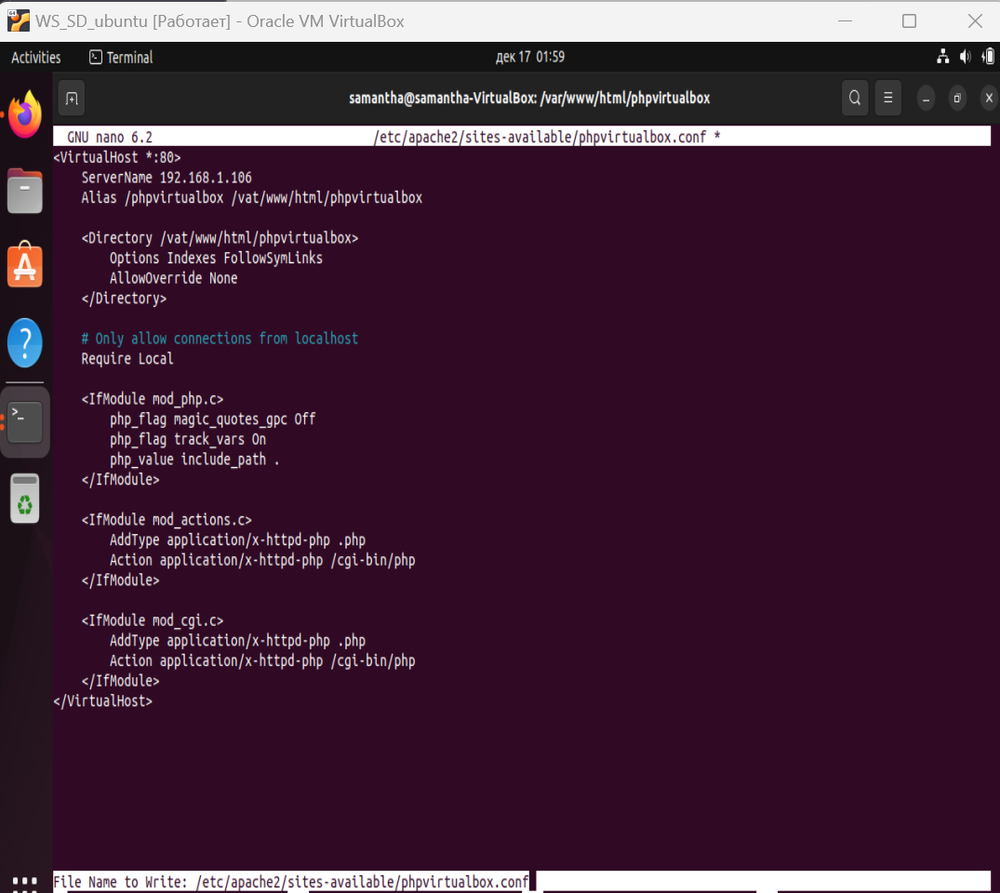 WS_SD_ubuntu [Работает] - Oracle VM VirtualBox
Activities Terminal дек 17 01:59
samantha@samantha-VirtualBox: /var/www/html/phpvirtualbox
GNU nano 6.2 /etc/apache2/sites-available/phpvirtualbox.conf *
<VirtualHost *:80>
    ServerName 192.168.1.106
    Alias /phpvirtualbox /vat/www/html/phpvirtualbox
    <Directory /vat/www/html/phpvirtualbox>
        Options Indexes FollowSymLinks
        AllowOverride None
    </Directory>
    # Only allow connections from localhost
    Require Local
    <IfModule mod_php.c>
        php_flag magic_quotes_gpc Off
        php_flag track_vars On
        php_value include_path .
    </IfModule>
    <IfModule mod_actions.c>
        AddType application/x-httpd-php .php
        Action application/x-httpd-php /cgi-bin/php
    </IfModule>
    <IfModule mod_cgi.c>
        AddType application/x-httpd-php .php
        Action application/x-httpd-php /cgi-bin/php
    </IfModule>
</VirtualHost>
File Name to Write: /etc/apache2/sites-available/phpvirtualbox.conf